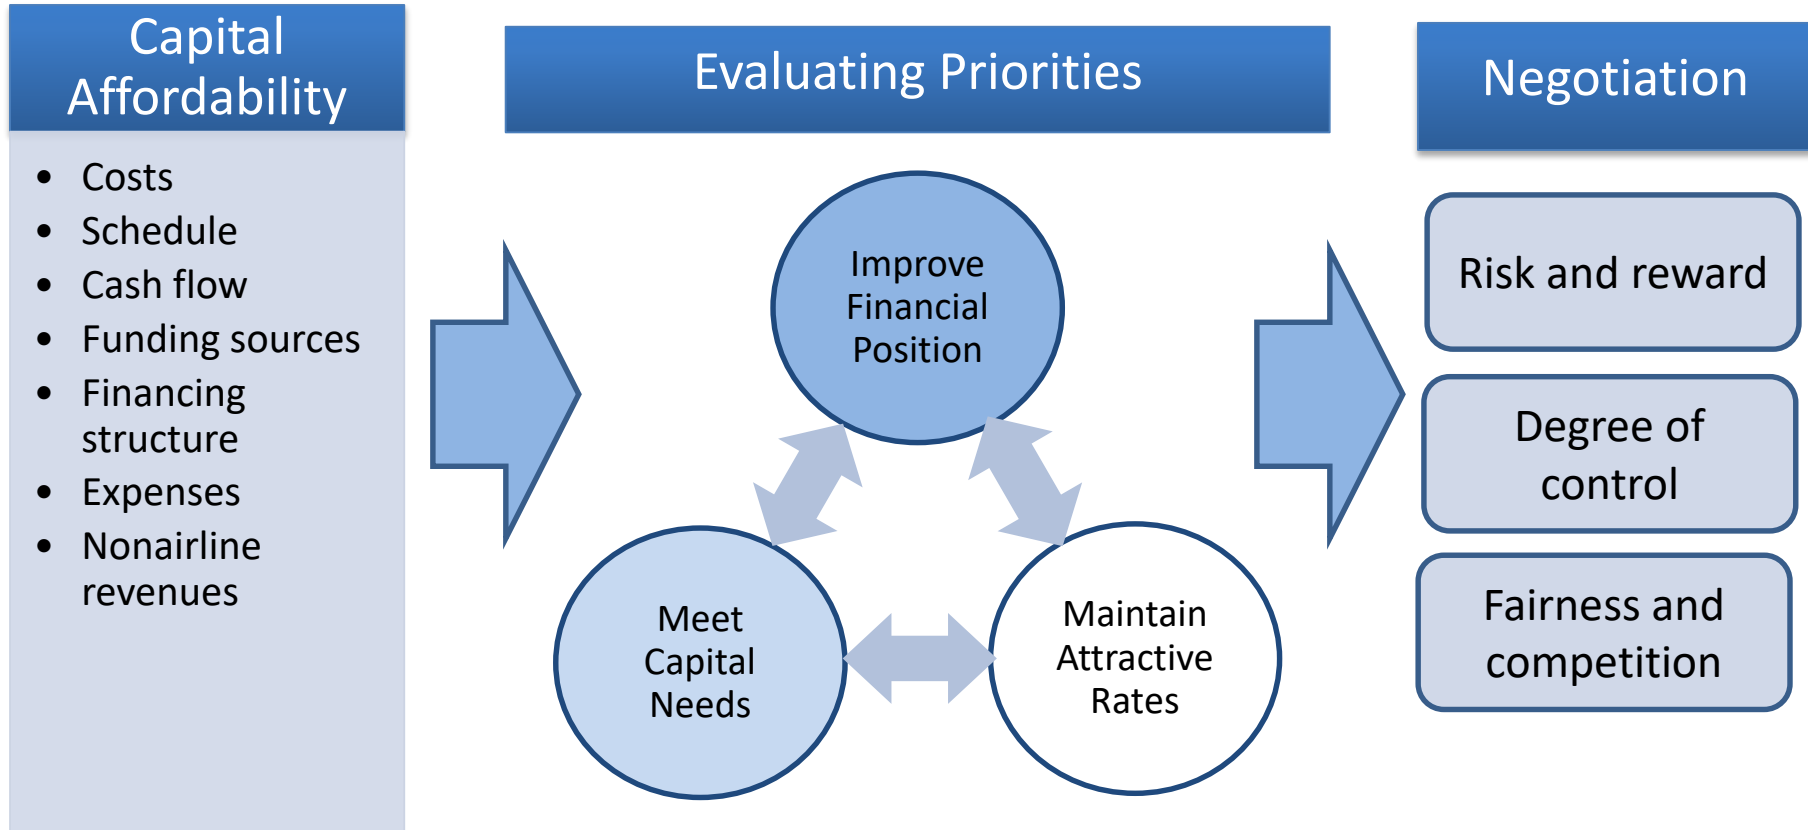 Capital
Affordability
• Costs
• Schedule
• Cash flow
• Funding sources
• Financing
structure
• Expenses
• Nonairline
revenues
Evaluating Priorities
Improve
Financial
Position
Meet
Capital
Needs
Maintain
Attractive
Rates
Negotiation
Risk and reward
Degree of
control
Fairness and
competition